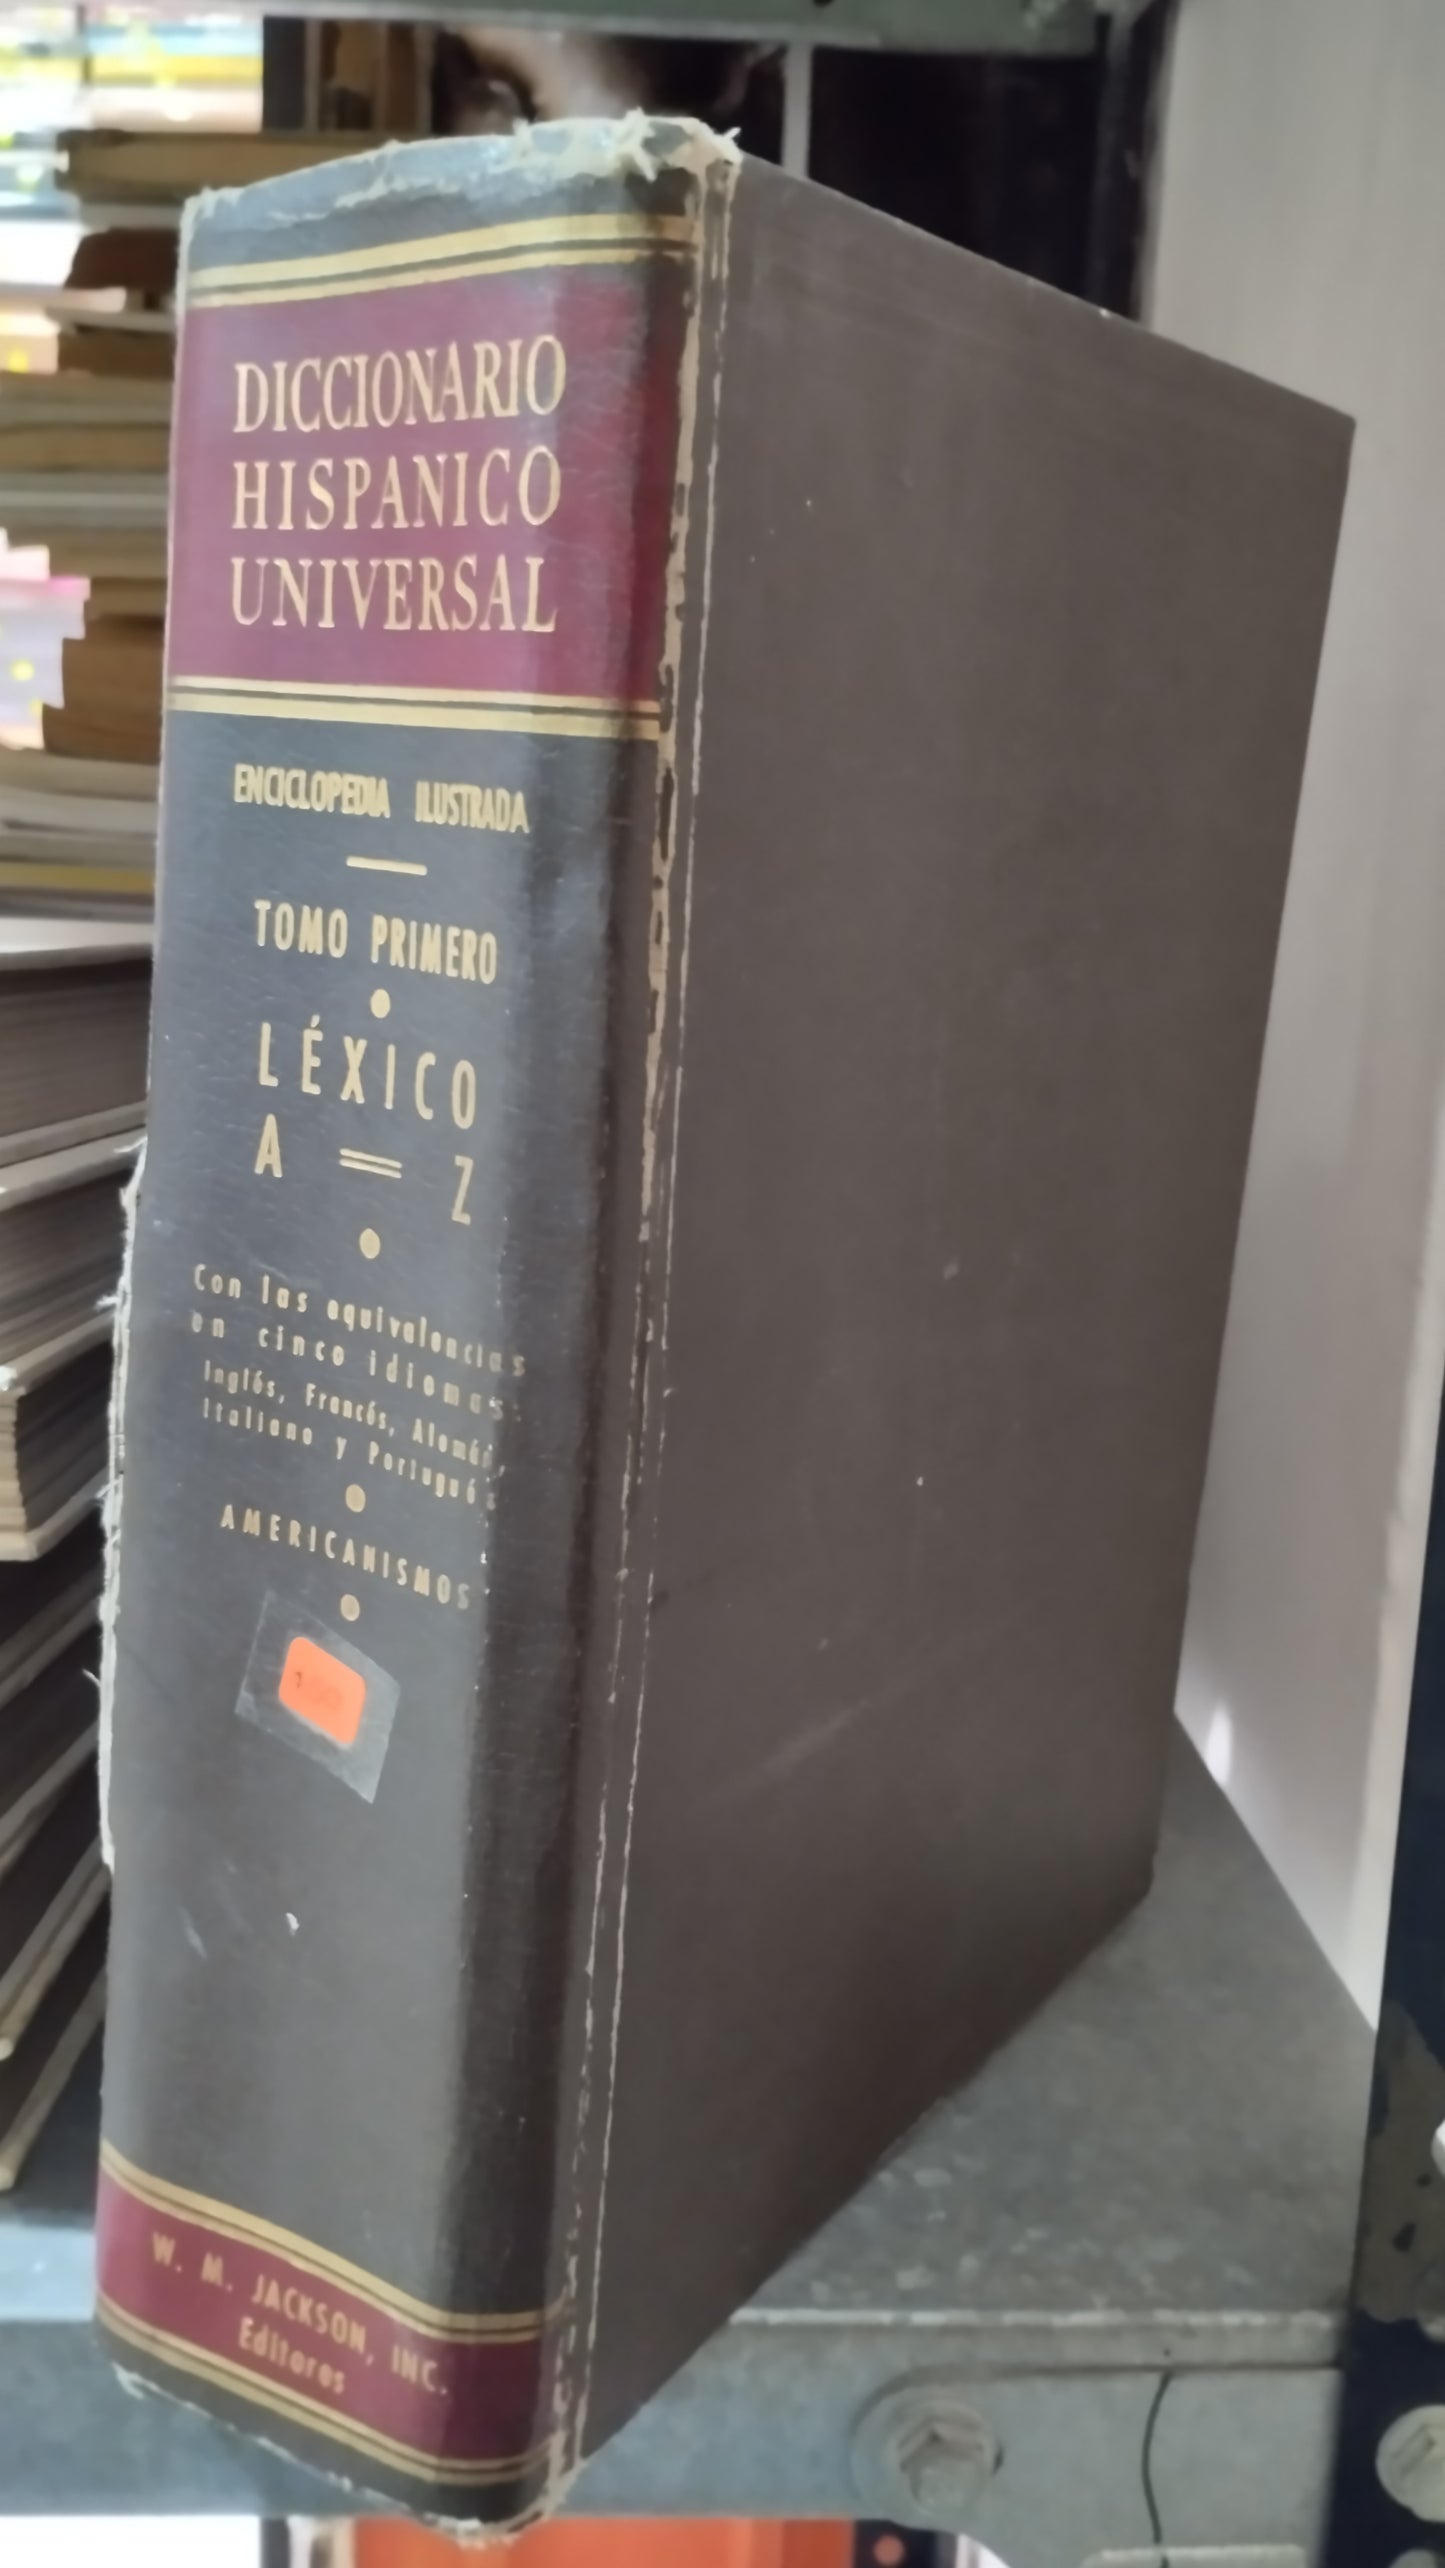 DICCIONARIO
HISPANICO
UNIVERSAL
ENCICLOPEDIA ILUSTRADA
TOMO PRIMERO
LÉXICO
A = Z
Con las equivalencias
en cinco idiomas:
Inglés, Francés, Alemán,
Italiano y Portugués
AMERICANISMOS
W. M. JACKSON, INC.
Editores